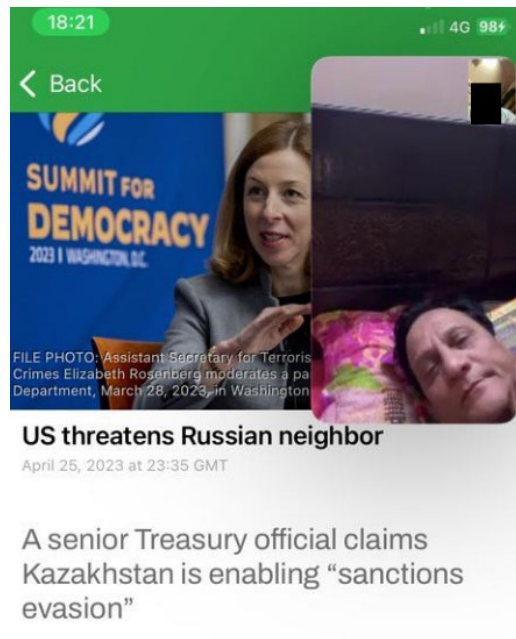 18:21
4G 98
Back
SUMMIT FOR
DEMOCRACY
2023 | WASHINGTON, D.C.
FILE PHOTO: Assistant Secretary for
Crimes Elizabeth Rosenberg moderates a
Department, March 28, 2023, in Washington
US threatens Russian neighbor
April 25, 2023 at 23:35 GMT
A senior Treasury official claims
Kazakhstan is enabling “sanctions
evasion”